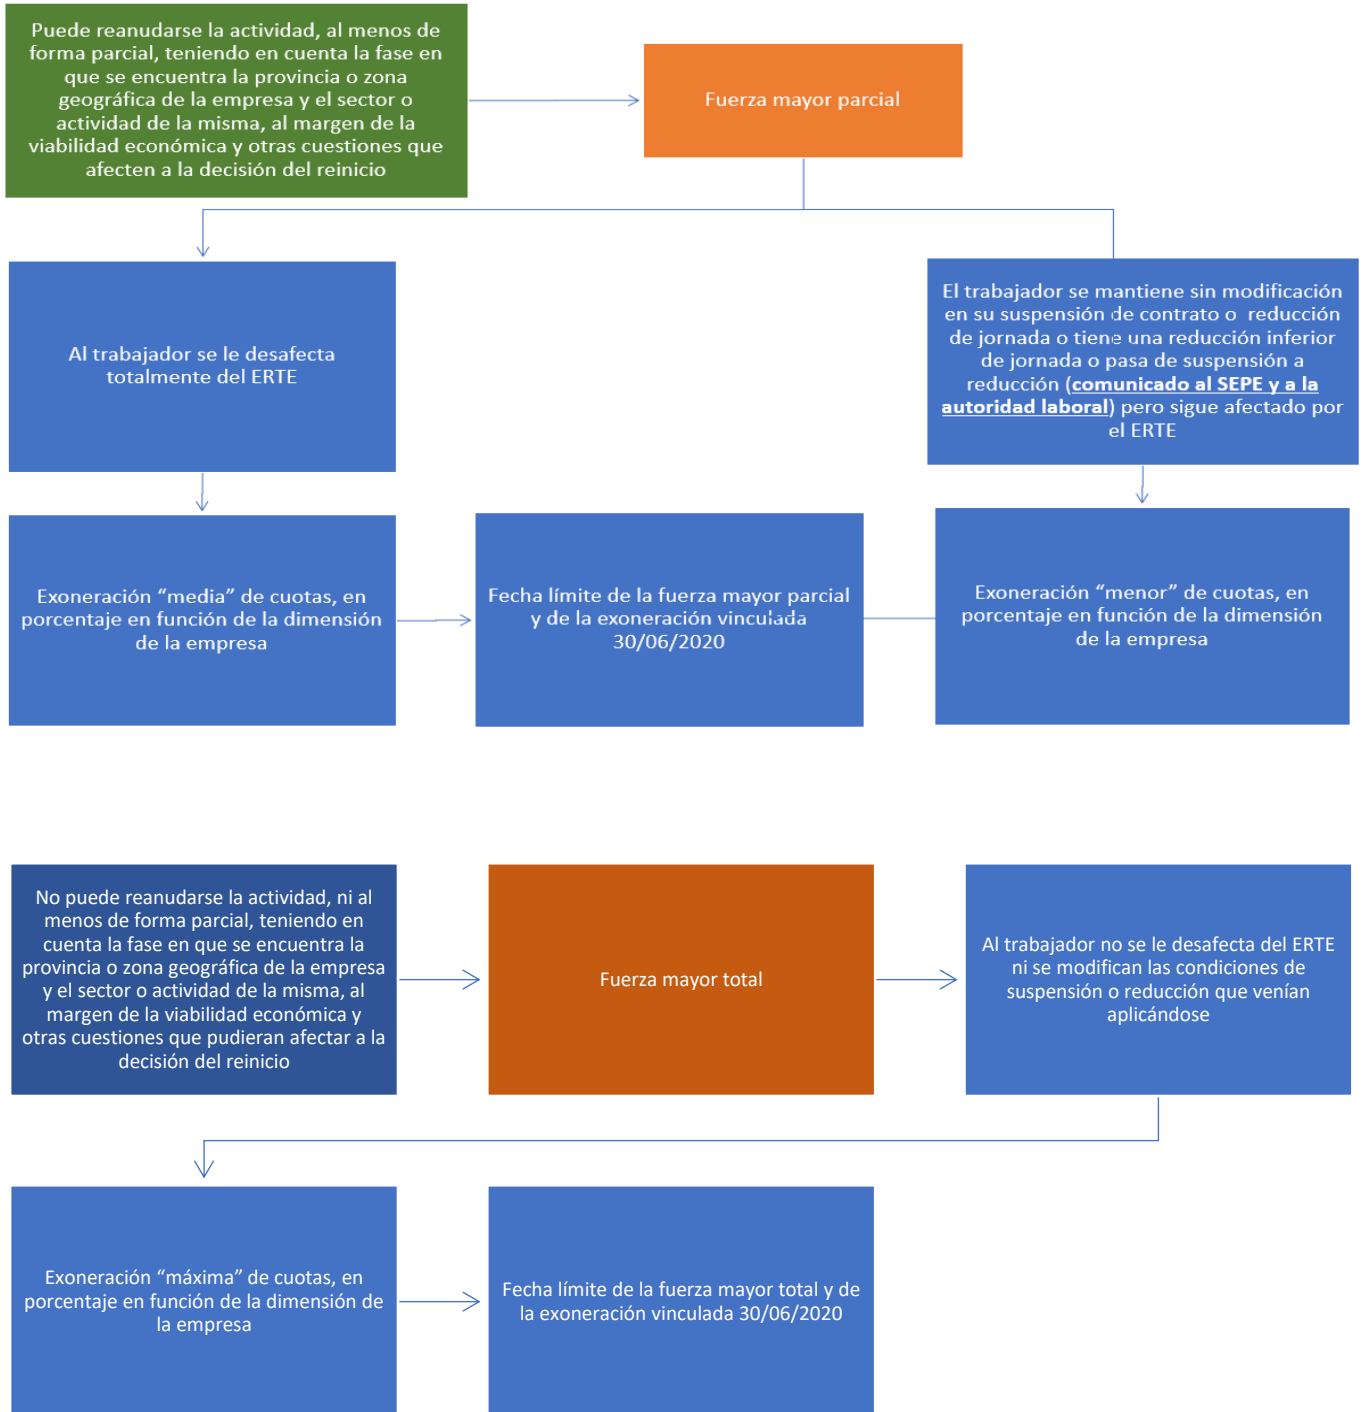 Puede reanudarse la actividad, al menos de
forma parcial, teniendo en cuenta la fase en
que se encuentra la provincia o zona
geográfica de la empresa y el sector o
actividad de la misma, al margen de la
viabilidad económica y otras cuestiones que
afecten a la decisión del reinicio
Fuerza mayor parcial
Al trabajador se le desafecta
totalmente del ERTE
El trabajador se mantiene sin modificación
en su suspensión de contrato o reducción
de jornada o tiene una reducción inferior
de jornada o pasa de suspensión a
reducción (comunicado al SEPE y a la
autoridad laboral) pero sigue afectado por
el ERTE
Exoneración “media” de cuotas, en
porcentaje en función de la dimensión
de la empresa
Fecha límite de la fuerza mayor parcial
y de la exoneración vinculada
30/06/2020
Exoneración “menor” de cuotas, en
porcentaje en función de la dimensión
de la empresa
No puede reanudarse la actividad, ni al
menos de forma parcial, teniendo en
cuenta la fase en que se encuentra la
provincia o zona geográfica de la empresa
y el sector o actividad de la misma, al
margen de la viabilidad económica y
otras cuestiones que pudieran afectar a la
decisión del reinicio
Fuerza mayor total
Al trabajador no se le desafecta del ERTE
ni se modifican las condiciones de
suspensión o reducción que venían
aplicándose
Exoneración “máxima” de cuotas, en
porcentaje en función de la dimensión de
la empresa
Fecha límite de la fuerza mayor total y de
la exoneración vinculada 30/06/2020